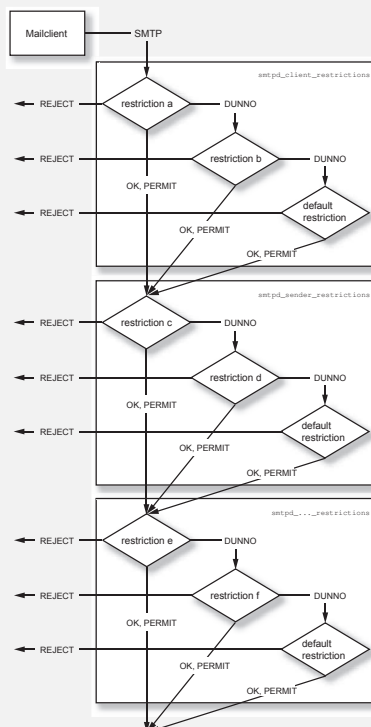 Mailclient
SMTP
smtpd_client_restrictions
REJECT
restriction a
DUNNO
REJECT
restriction b
DUNNO
OK, PERMIT
REJECT
default
restriction
OK, PERMIT
OK, PERMIT
smtpd_sender_restrictions
REJECT
restriction c
DUNNO
REJECT
restriction d
DUNNO
OK, PERMIT
REJECT
default
restriction
OK, PERMIT
OK, PERMIT
smtpd_..._restrictions
REJECT
restriction e
DUNNO
REJECT
restriction f
DUNNO
OK, PERMIT
REJECT
default
restriction
OK, PERMIT
OK, PERMIT